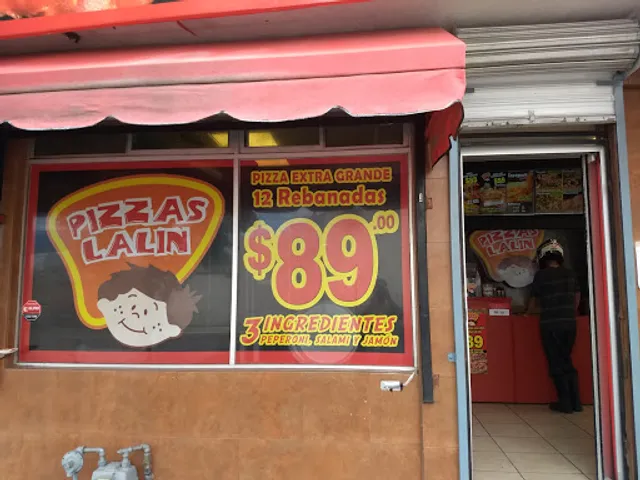 PIZZAS
LALIN
PIZZA EXTRA GRANDE
12 Rebanadas
$89.00
3 INGREDIENTES
PEPERONI, SALAMI Y JAMÓN
PIZZAS
LALIN